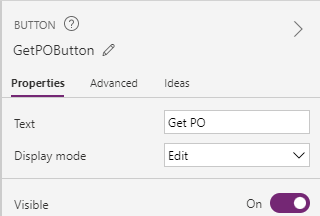 BUTTON ?
GetPOButton
Properties Advanced Ideas
Text Get PO
Display mode Edit
Visible On